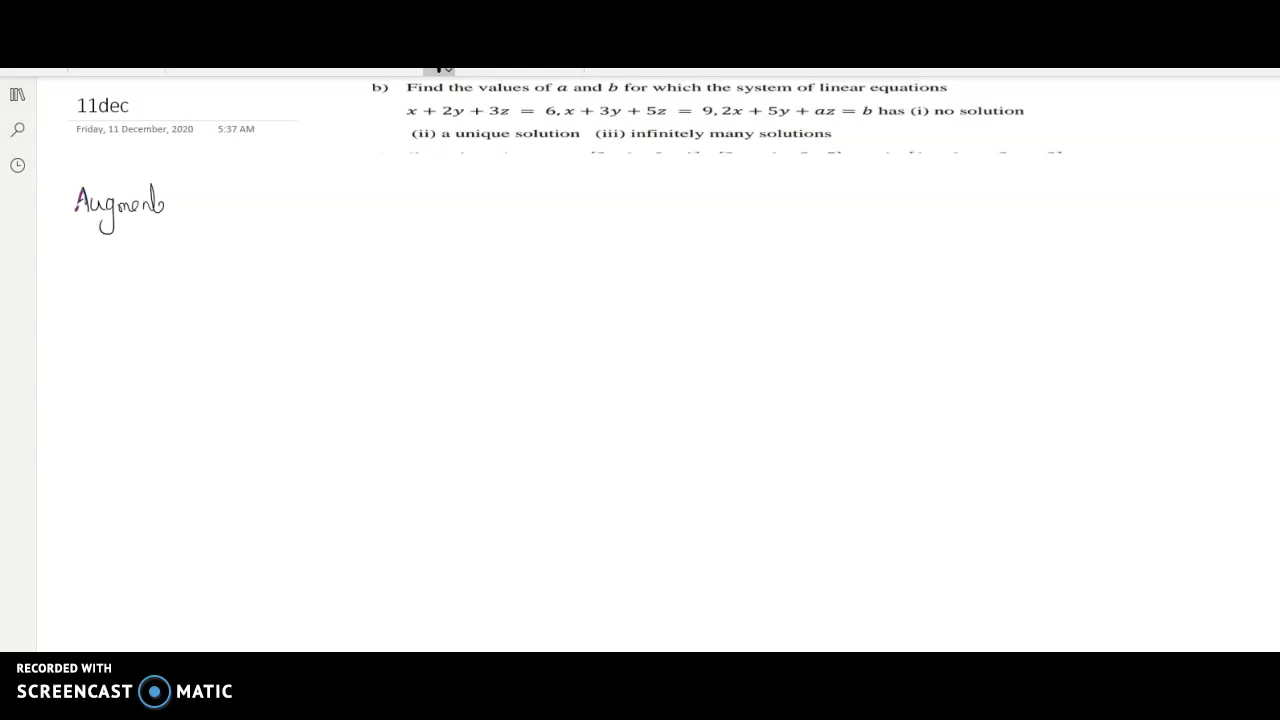 b) Find the values of a and b for which the system of linear equations
11dec
x + 2y + 3z = 6, x + 3y + 5z = 9, 2x + 5y + az = b has (i) no solution
Friday, 11 December, 2020 5:37 AM
(ii) a unique solution (iii) infinitely many solutions
Augment
RECORDED WITH
SCREENCAST MATIC